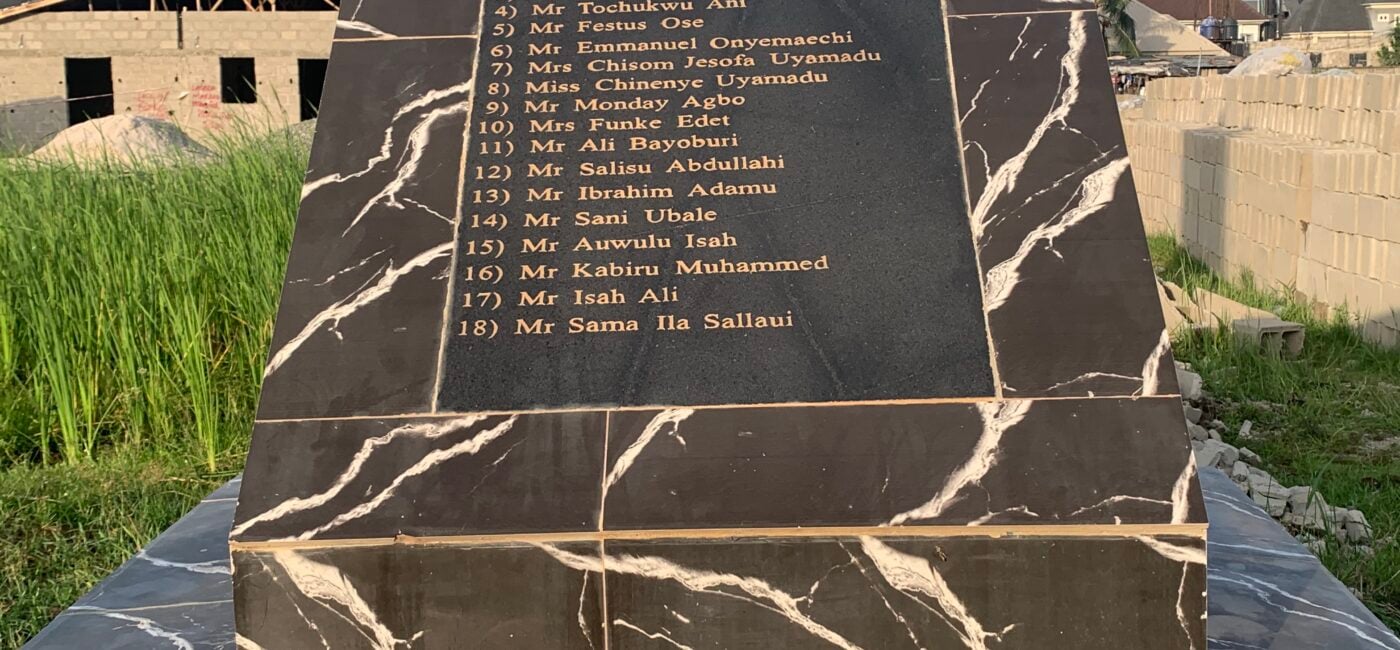 4) Mr Tochukwu Ani
5) Mr Festus Ose
6) Mr Emmanuel Onyemaechi
7) Mrs Chisom Jesofa Uyamadu
8) Miss Chinenye Uyamadu
9) Mr Monday Agbo
10) Mrs Funke Edet
11) Mr Ali Bayoburi
12) Mr Salisu Abdullahi
13) Mr Ibrahim Adamu
14) Mr Sani Ubale
15) Mr Auwulu Isah
16) Mr Kabiru Muhammed
17) Mr Isah Ali
18) Mr Sama Ila Sallaui